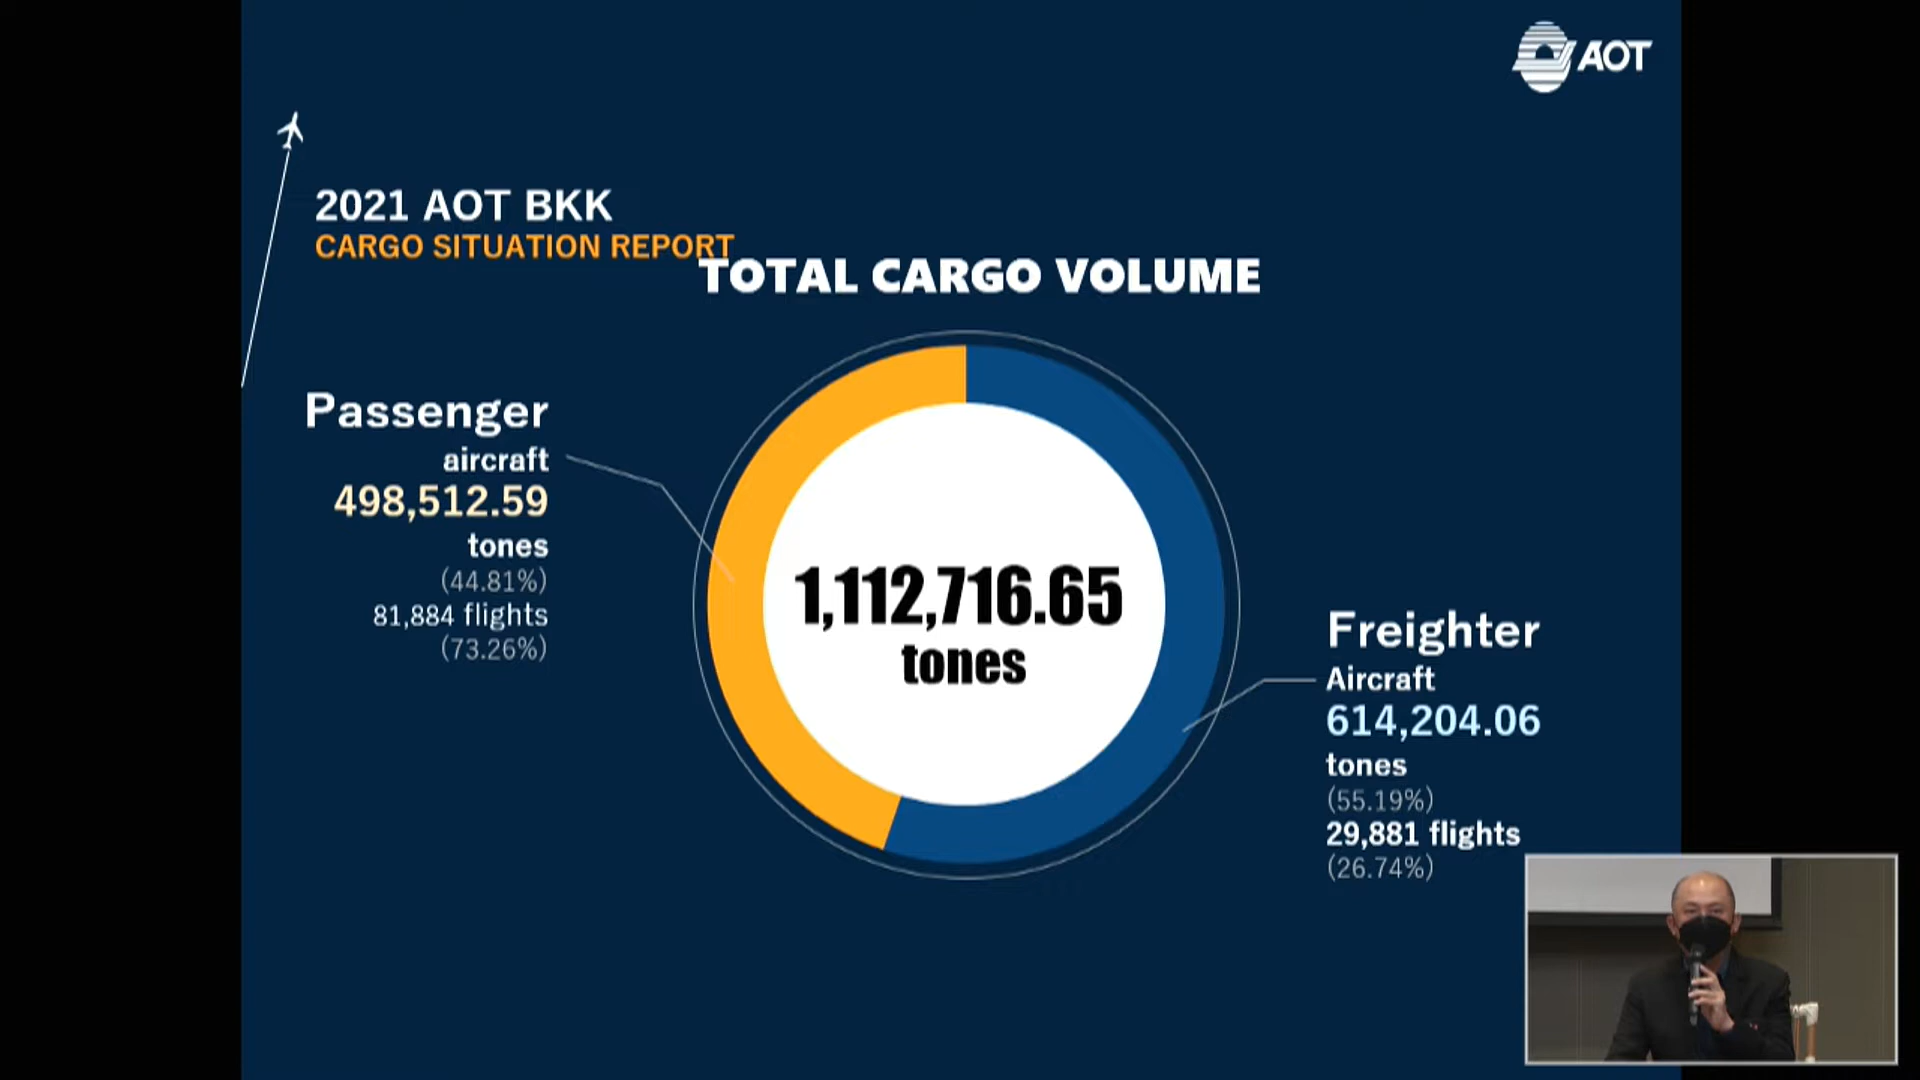 AOT
2021 AOT BKK
CARGO SITUATION REPORT
TOTAL CARGO VOLUME
Passenger
aircraft
498,512.59
tones
(44.81%)
81,884 flights
(73.26%)
1,112,716.65
tones
Freighter
Aircraft
614,204.06
tones
(55.19%)
29,881 flights
(26.74%)